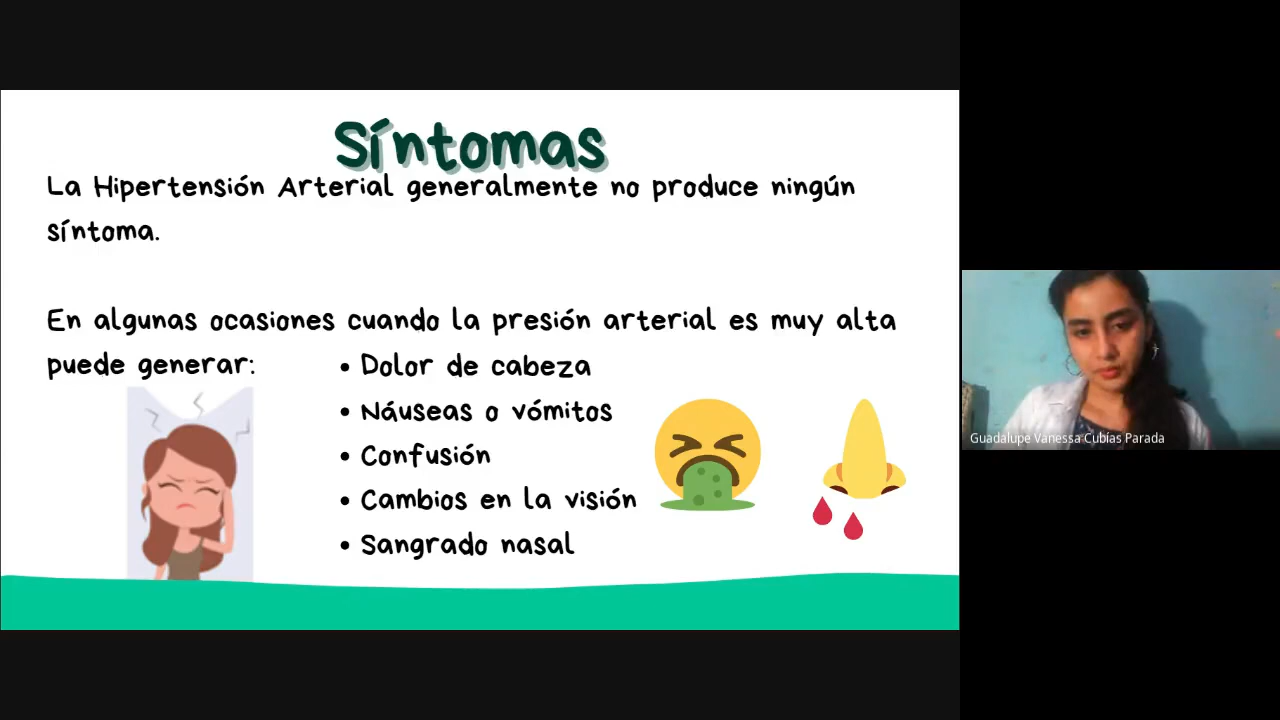 Síntomas
La Hipertensión Arterial generalmente no produce ningún
síntoma.
En algunas ocasiones cuando la presión arterial es muy alta
puede generar:
• Dolor de cabeza
• Náuseas o vómitos
• Confusión
• Cambios en la visión
• Sangrado nasal
Guadalupe Vanessa Cubías Parada